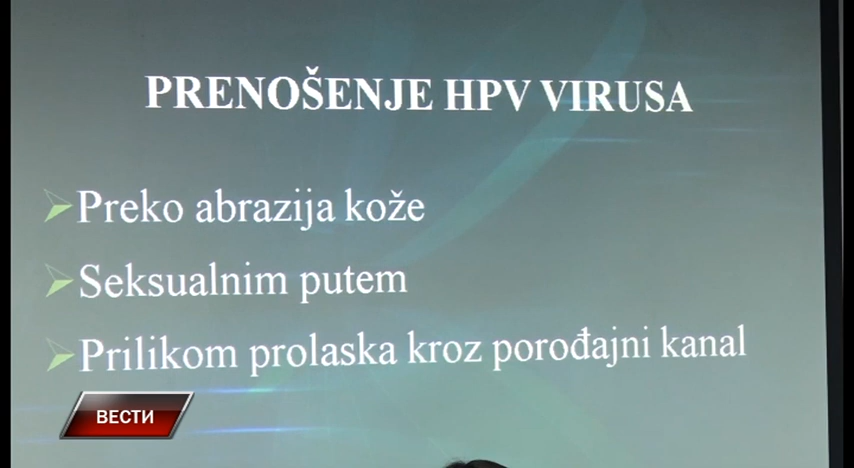 PRENOŠENJE HPV VIRUSA
Preko abrazija kože
Seksualnim putem
Prilikom prolaska kroz porođajni kanal
ВЕСТИ